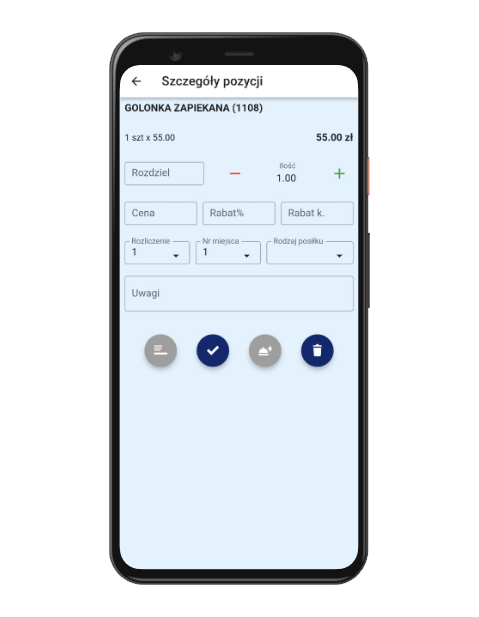 Szczegóły pozycji
GOLONKA ZAPIEKANA (1108)
1 szt x 55.00 55.00 zł
Rozdziel
Ilość
1.00
Cena Rabat% Rabat k.
Rozliczenie Nr miejsca Rodzaj posiłku
1 1
Uwagi